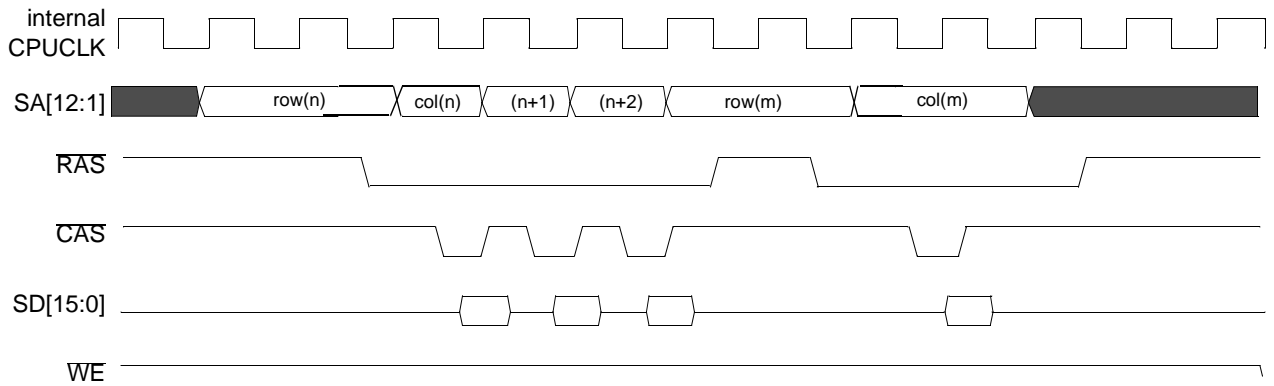 internal
CPUCLK
SA[12:1] row(n) col(n) (n+1) (n+2) row(m) col(m)
RAS
CAS
SD[15:0]
WE